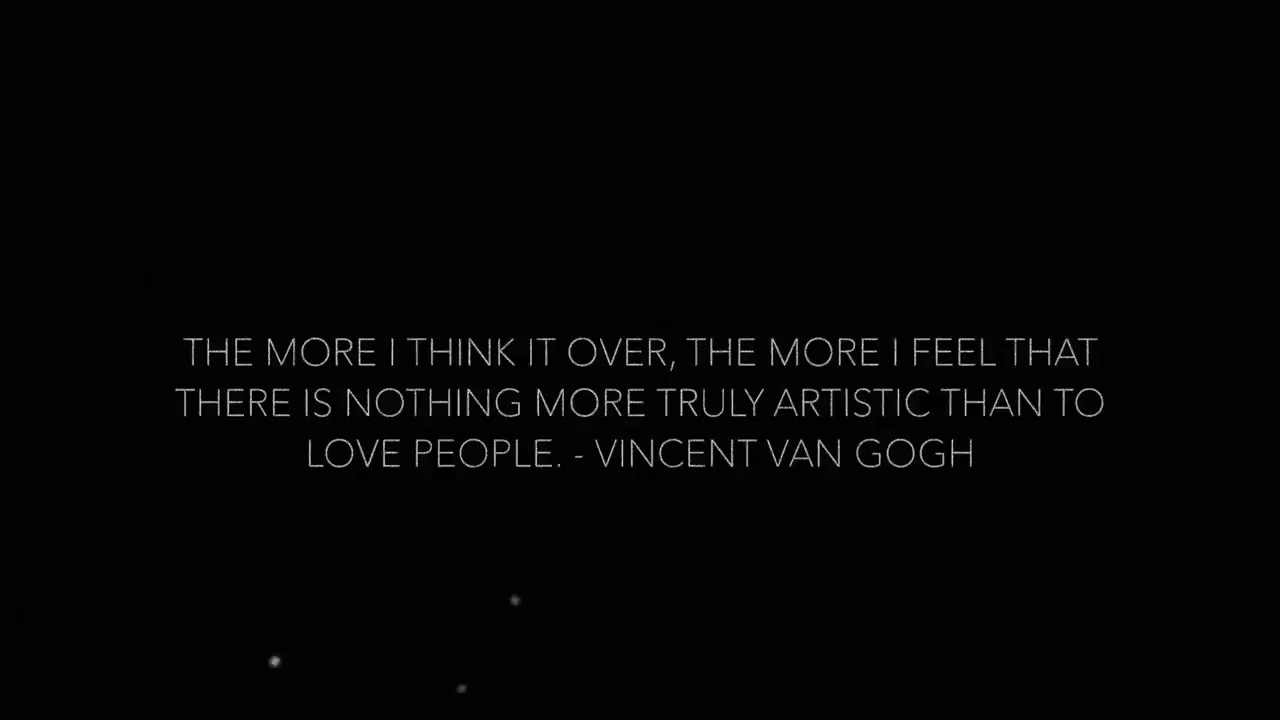 THE MORE I THINK IT OVER, THE MORE I FEEL THAT
THERE IS NOTHING MORE TRULY ARTISTIC THAN TO
LOVE PEOPLE. - VINCENT VAN GOGH